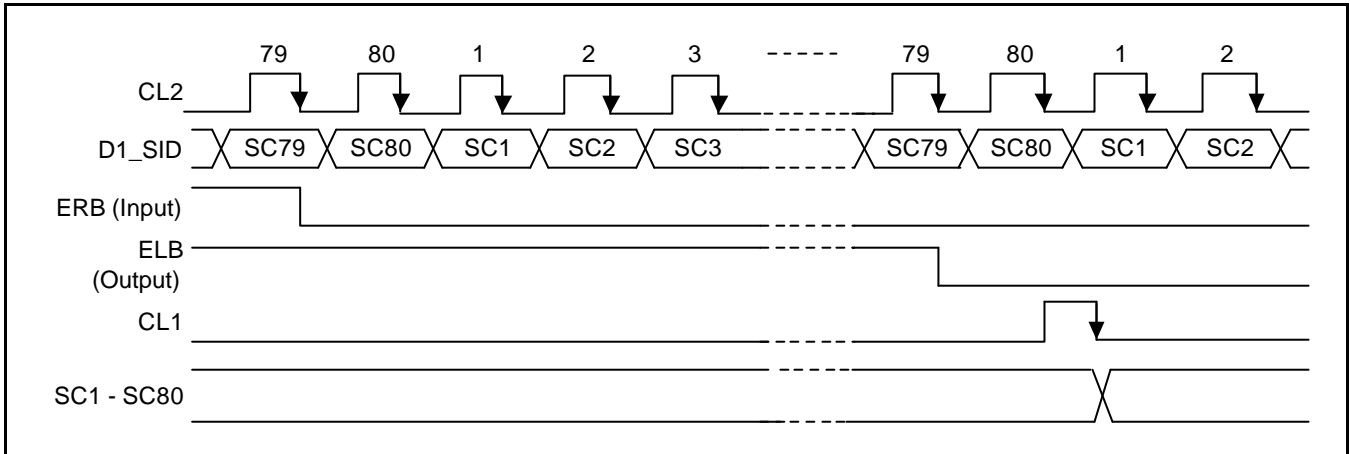 79 80 1 2 3 79 80 1 2
CL2
D1_SID SC79 SC80 SC1 SC2 SC3 SC79 SC80 SC1 SC2
ERB (Input)
ELB
(Output)
CL1
SC1 - SC80